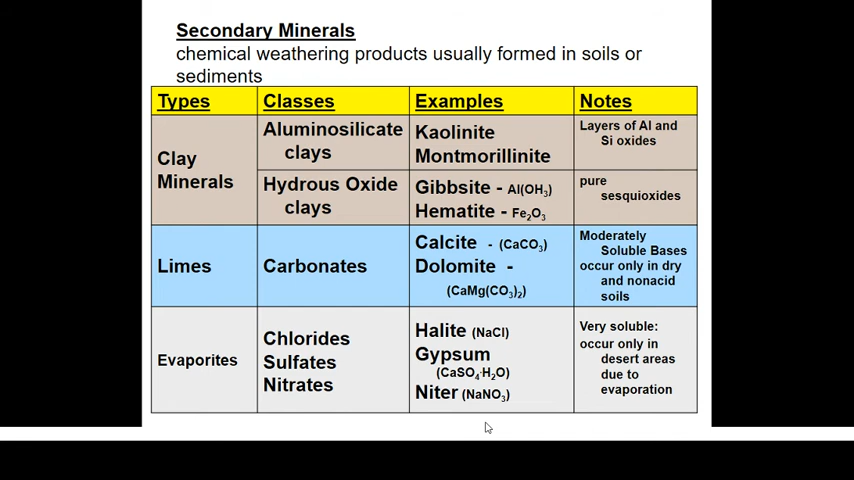 Secondary Minerals
chemical weathering products usually formed in soils or
sediments
Types Classes Examples Notes
Clay
Minerals
Aluminosilicate
clays
Kaolinite
Montmorillinite
Layers of Al and
Si oxides
Hydrous Oxide
clays
Gibbsite - Al(OH₃)
Hematite - Fe₂O₃
pure
sesquioxides
Limes
Carbonates
Calcite - (CaCO₃)
Dolomite -
(CaMg(CO₃)₂)
Moderately
Soluble Bases
occur only in dry
and nonacid
soils
Evaporites
Chlorides
Sulfates
Nitrates
Halite (NaCl)
Gypsum
(CaSO₄·H₂O)
Niter (NaNO₃)
Very soluble:
occur only in
desert areas
due to
evaporation